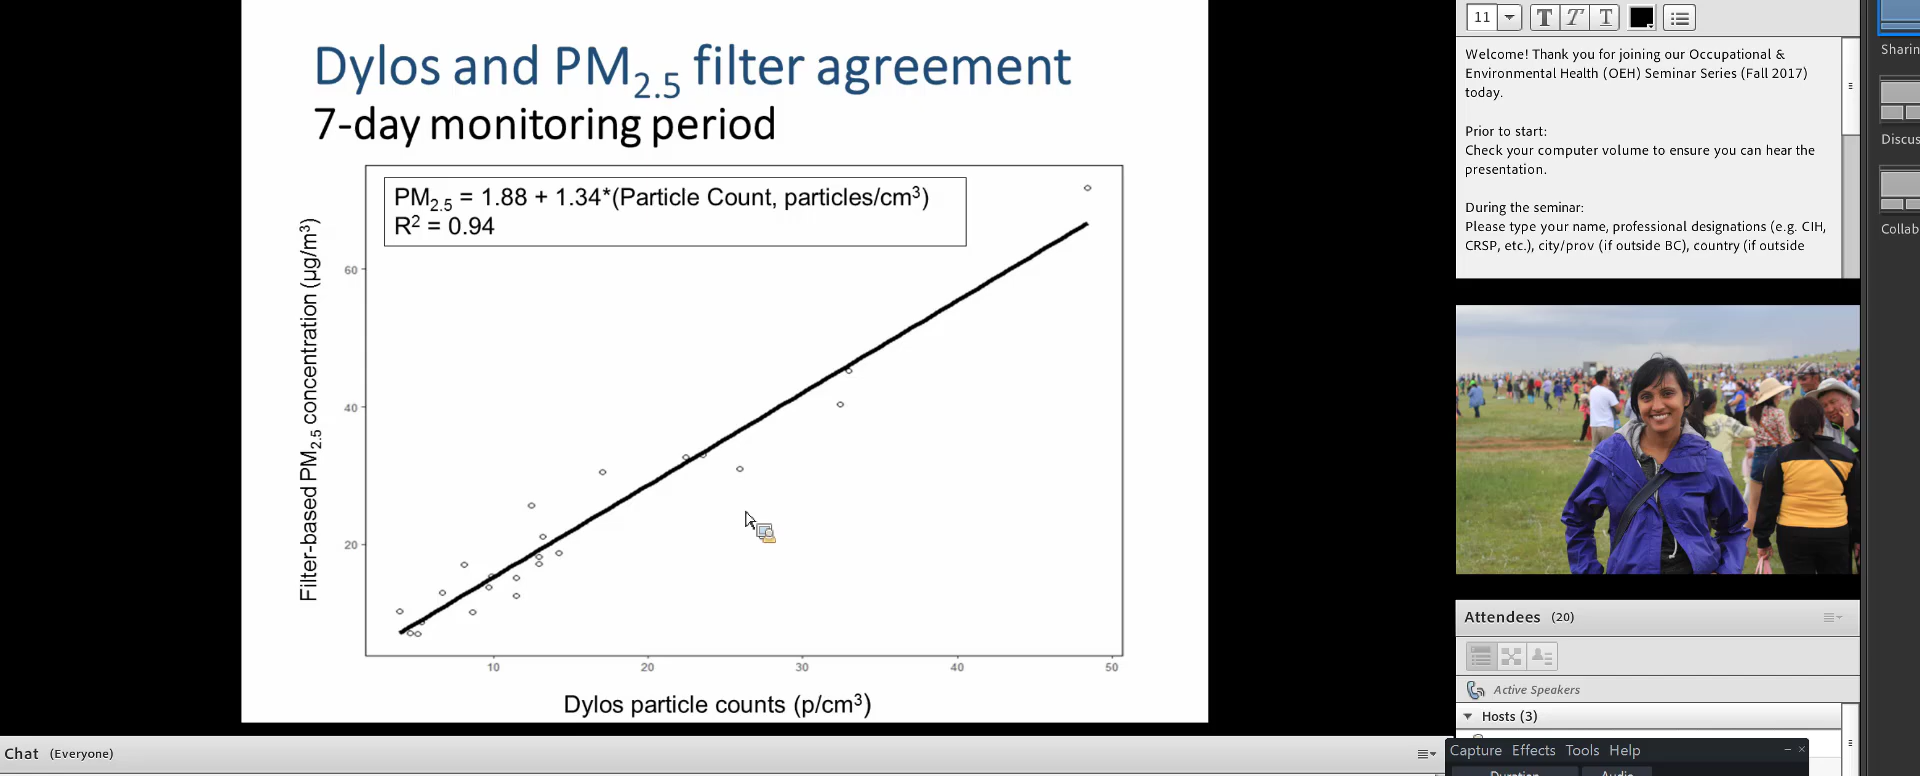 Dylos and PM2.5 filter agreement
7-day monitoring period
PM2.5 = 1.88 + 1.34*(Particle Count, particles/cm3)
R2 = 0.94
Filter-based PM2.5 concentration (µg/m3)
60
40
20
10
20
30
40
50
Dylos particle counts (p/cm3)
Chat (Everyone)
11
T T T
Welcome! Thank you for joining our Occupational &
Environmental Health (OEH) Seminar Series (Fall 2017)
today.
Prior to start:
Check your computer volume to ensure you can hear the
presentation.
During the seminar:
Please type your name, professional designations (e.g. CIH,
CRSP, etc.), city/prov (if outside BC), country (if outside
Attendees (20)
Active Speakers
Hosts (3)
Capture Effects Tools Help
Duration Audio
Sharin
Discus
Collab